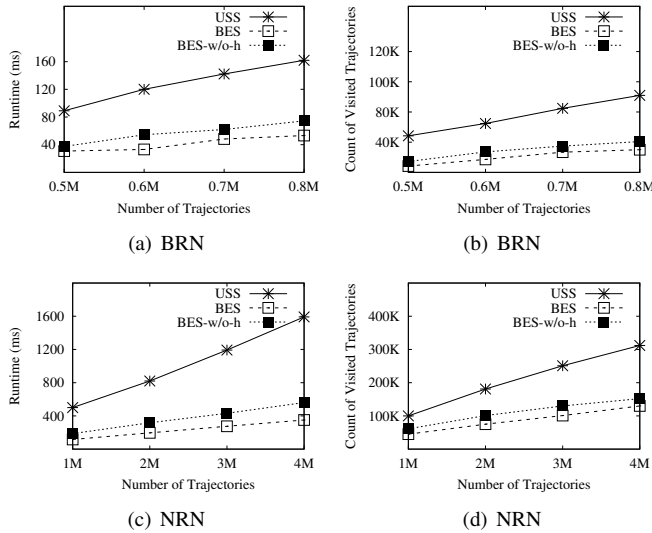 USS
BES
BES-w/o-h
160
120
80
40
Runtime (ms)
0.5M 0.6M 0.7M 0.8M
Number of Trajectories
(a) BRN
USS
BES
BES-w/o-h
120K
80K
80K
40K
Count of Visited Trajectories
0.5M 0.6M 0.7M 0.8M
Number of Trajectories
(b) BRN
USS
BES
BES-w/o-h
1600
1200
800
400
Runtime (ms)
1M 2M 3M 4M
Number of Trajectories
(c) NRN
USS
BES
BES-w/o-h
400K
300K
200K
100K
Count of Visited Trajectories
1M 2M 3M 4M
Number of Trajectories
(d) NRN